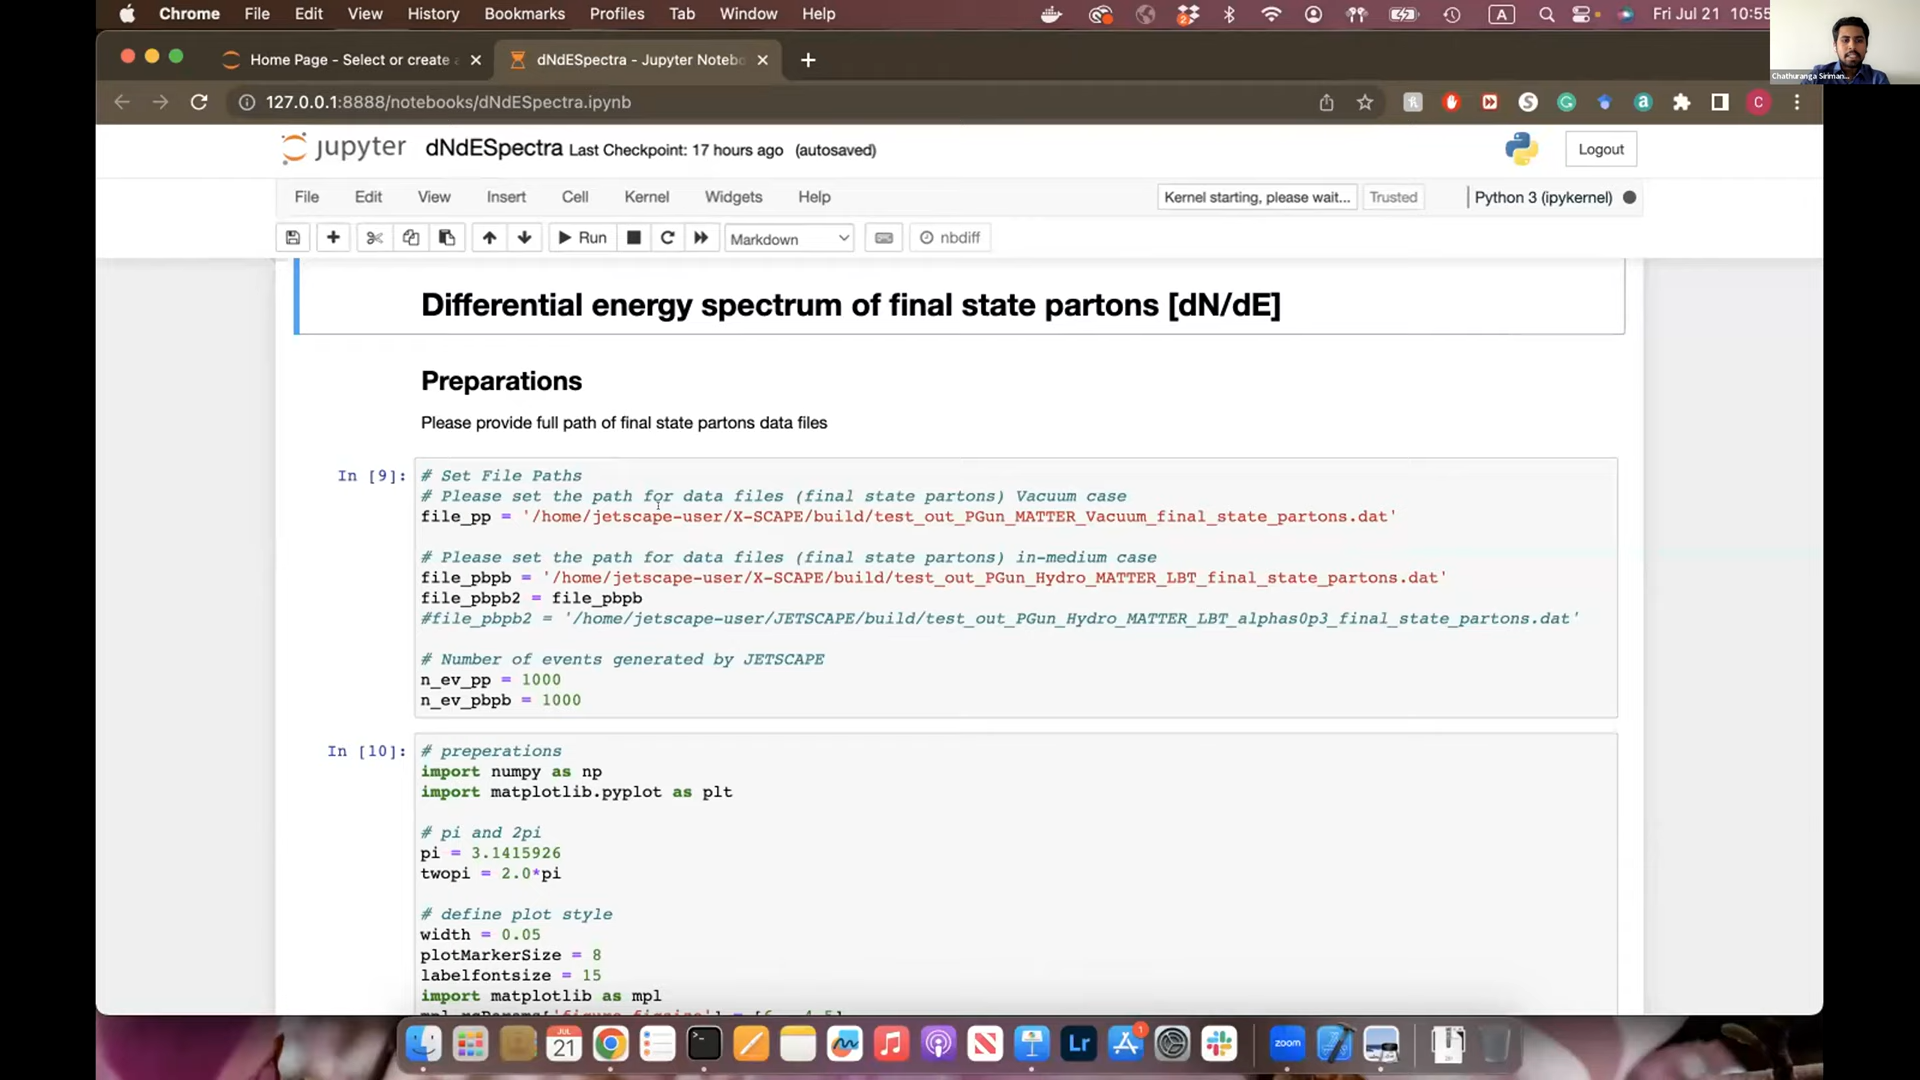 Chrome File Edit View History Bookmarks Profiles Tab Window Help
A
Fri Jul 21 10:55
Home Page - Select or create
dNdESpectra - Jupyter Notebo
127.0.0.1:8888/notebooks/dNdESpectra.ipynb
Chathuranga Siriman...
jupyter dNdESpectra Last Checkpoint: 17 hours ago (autosaved)
Logout
File Edit View Insert Cell Kernel Widgets Help
Kernel starting, please wait... Trusted Python 3 (ipykernel)
Run Markdown nbdiff
Differential energy spectrum of final state partons [dN/dE]
Preparations
Please provide full path of final state partons data files
In [9]: # Set File Paths
# Please set the path for data files (final state partons) Vacuum case
file_pp = '/home/jetscape-user/X-SCAPE/build/test_out_PGun_MATTER_Vacuum_final_state_partons.dat'
# Please set the path for data files (final state partons) in-medium case
file_pbpb = '/home/jetscape-user/X-SCAPE/build/test_out_PGun_Hydro_MATTER_LBT_final_state_partons.dat'
file_pbpb2 = file_pbpb
#file_pbpb2 = '/home/jetscape-user/JETSCAPE/build/test_out_PGun_Hydro_MATTER_LBT_alphas0p3_final_state_partons.dat'
# Number of events generated by JETSCAPE
n_ev_pp = 1000
n_ev_pbpb = 1000
In [10]: # preperations
import numpy as np
import matplotlib.pyplot as plt
# pi and 2pi
pi = 3.1415926
twopi = 2.0*pi
# define plot style
width = 0.05
plotMarkerSize = 8
labelfontsize = 15
import matplotlib as mpl
JUL
21
Lr
1
zoom